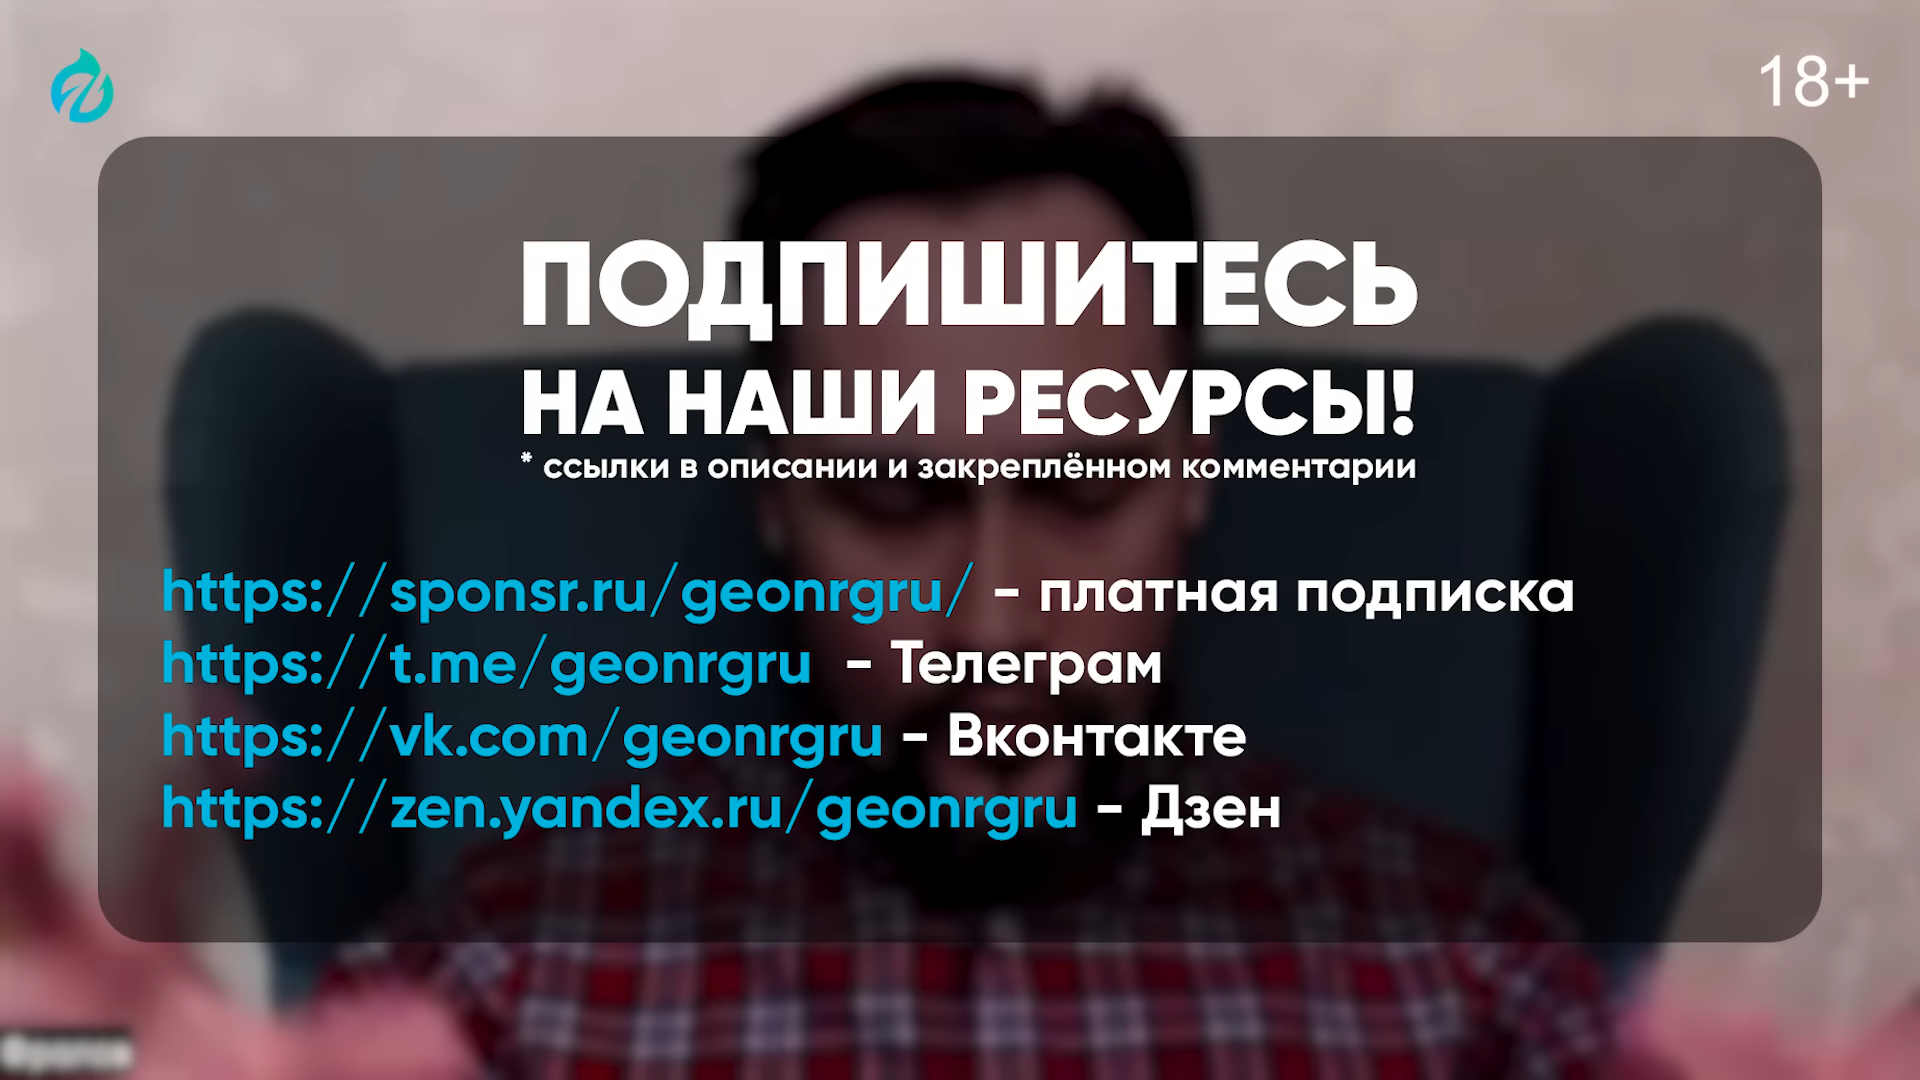 18+
ПОДПИШИТЕСЬ
НА НАШИ РЕСУРСЫ!
* ссылки в описании и закреплённом комментарии
https://sponsr.ru/geonrgru/ - платная подписка
https://t.me/geonrgru - Телеграм
https://vk.com/geonrgru - Вконтакте
https://zen.yandex.ru/geonrgru - Дзен